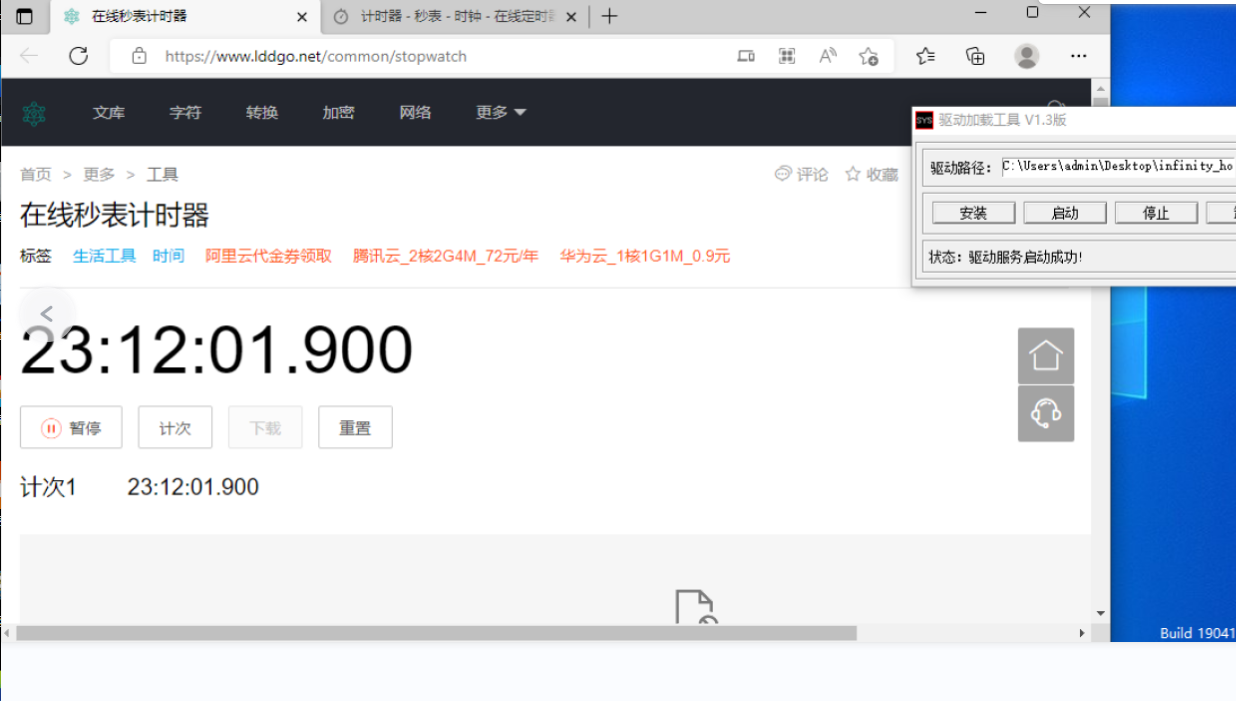 在线秒表计时器
计时器 - 秒表 - 时钟 - 在线定时
https://www.lddgo.net/common/stopwatch
文库 字符 转换 加密 网络 更多
SYS 驱动加载工具 V1.3版
驱动路径： C:\Users\admin\Desktop\infinity_ho
安装 启动 停止
状态：驱动服务启动成功!
首页 > 更多 > 工具
评论 收藏
在线秒表计时器
标签 生活工具 时间 阿里云代金券领取 腾讯云_2核2G4M_72元/年 华为云_1核1G1M_0.9元
23:12:01.900
暂停 计次 下载 重置
计次1 23:12:01.900
Build 19041